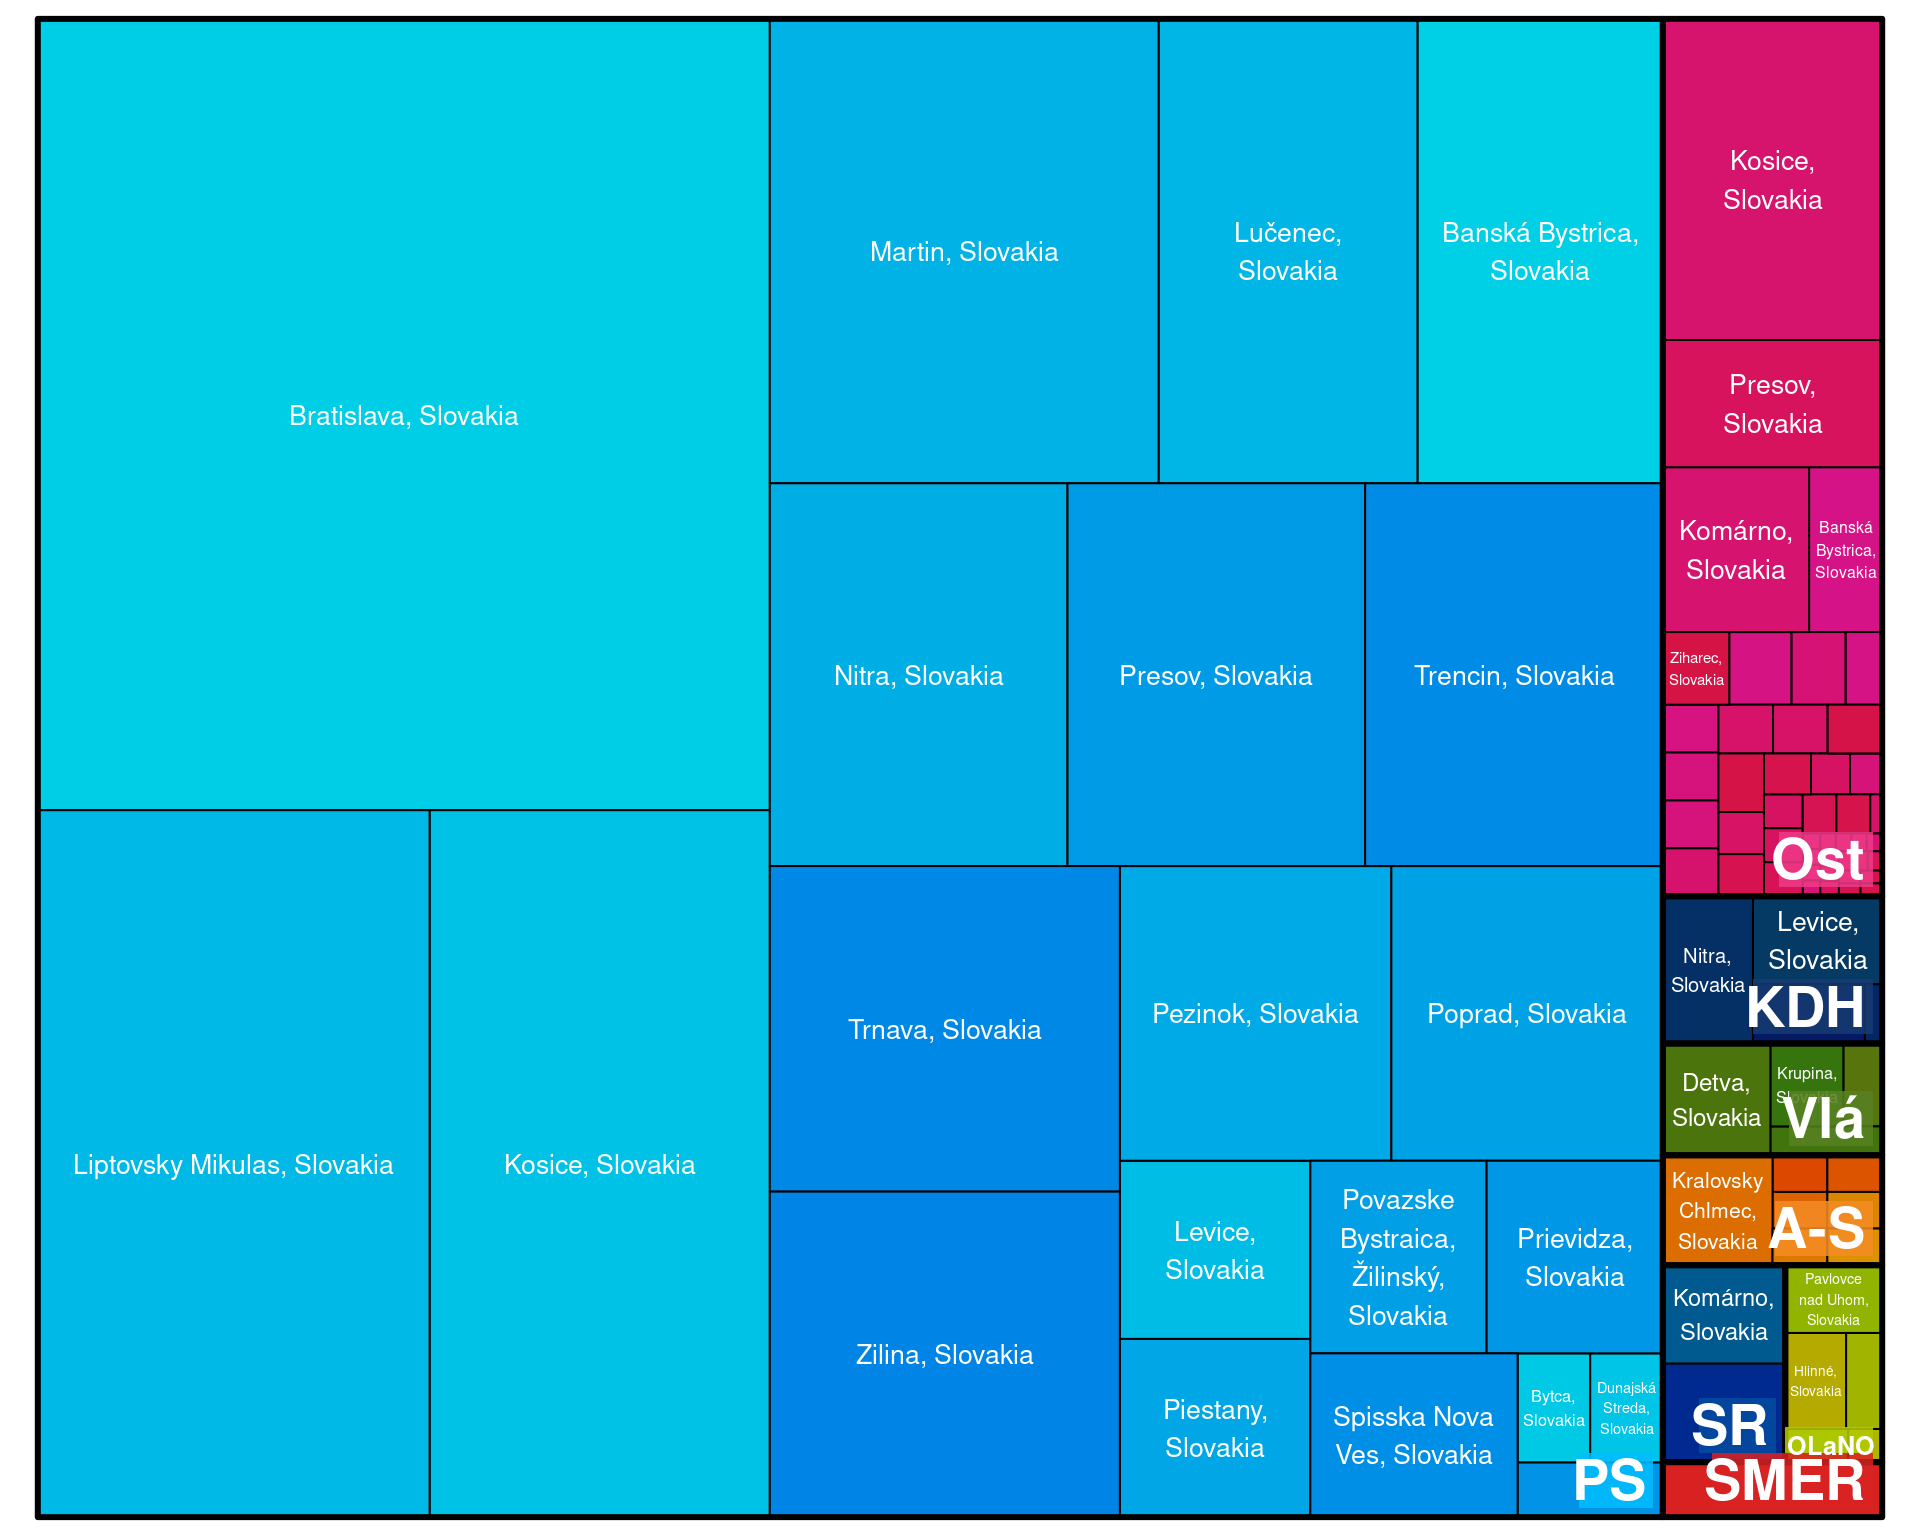 Bratislava, Slovakia
Liptovsky Mikulas, Slovakia
Kosice, Slovakia
Martin, Slovakia
Lučenec,
Slovakia
Banská Bystrica,
Slovakia
Nitra, Slovakia
Presov, Slovakia
Trencin, Slovakia
Trnava, Slovakia
Zilina, Slovakia
Pezinok, Slovakia
Poprad, Slovakia
Levice,
Slovakia
Piestany,
Slovakia
Povazske
Bystraica,
Žilinský,
Slovakia
Prievidza,
Slovakia
Spisska Nova
Ves, Slovakia
Bytca,
Slovakia
Dunajská
Streda,
Slovakia
PS
Kosice,
Slovakia
Presov,
Slovakia
Komárno,
Slovakia
Banská
Bystrica,
Slovakia
Ziharec,
Slovakia
Ost
Nitra,
Slovakia
Levice,
Slovakia
KDH
Detva,
Slovakia
Krupina,
Slovakia
Vlá
Kralovsky
Chlmec,
Slovakia
A-S
Komárno,
Slovakia
SR
Pavlovce
nad Uhom,
Slovakia
Hlinné,
Slovakia
OLaNO
SMER